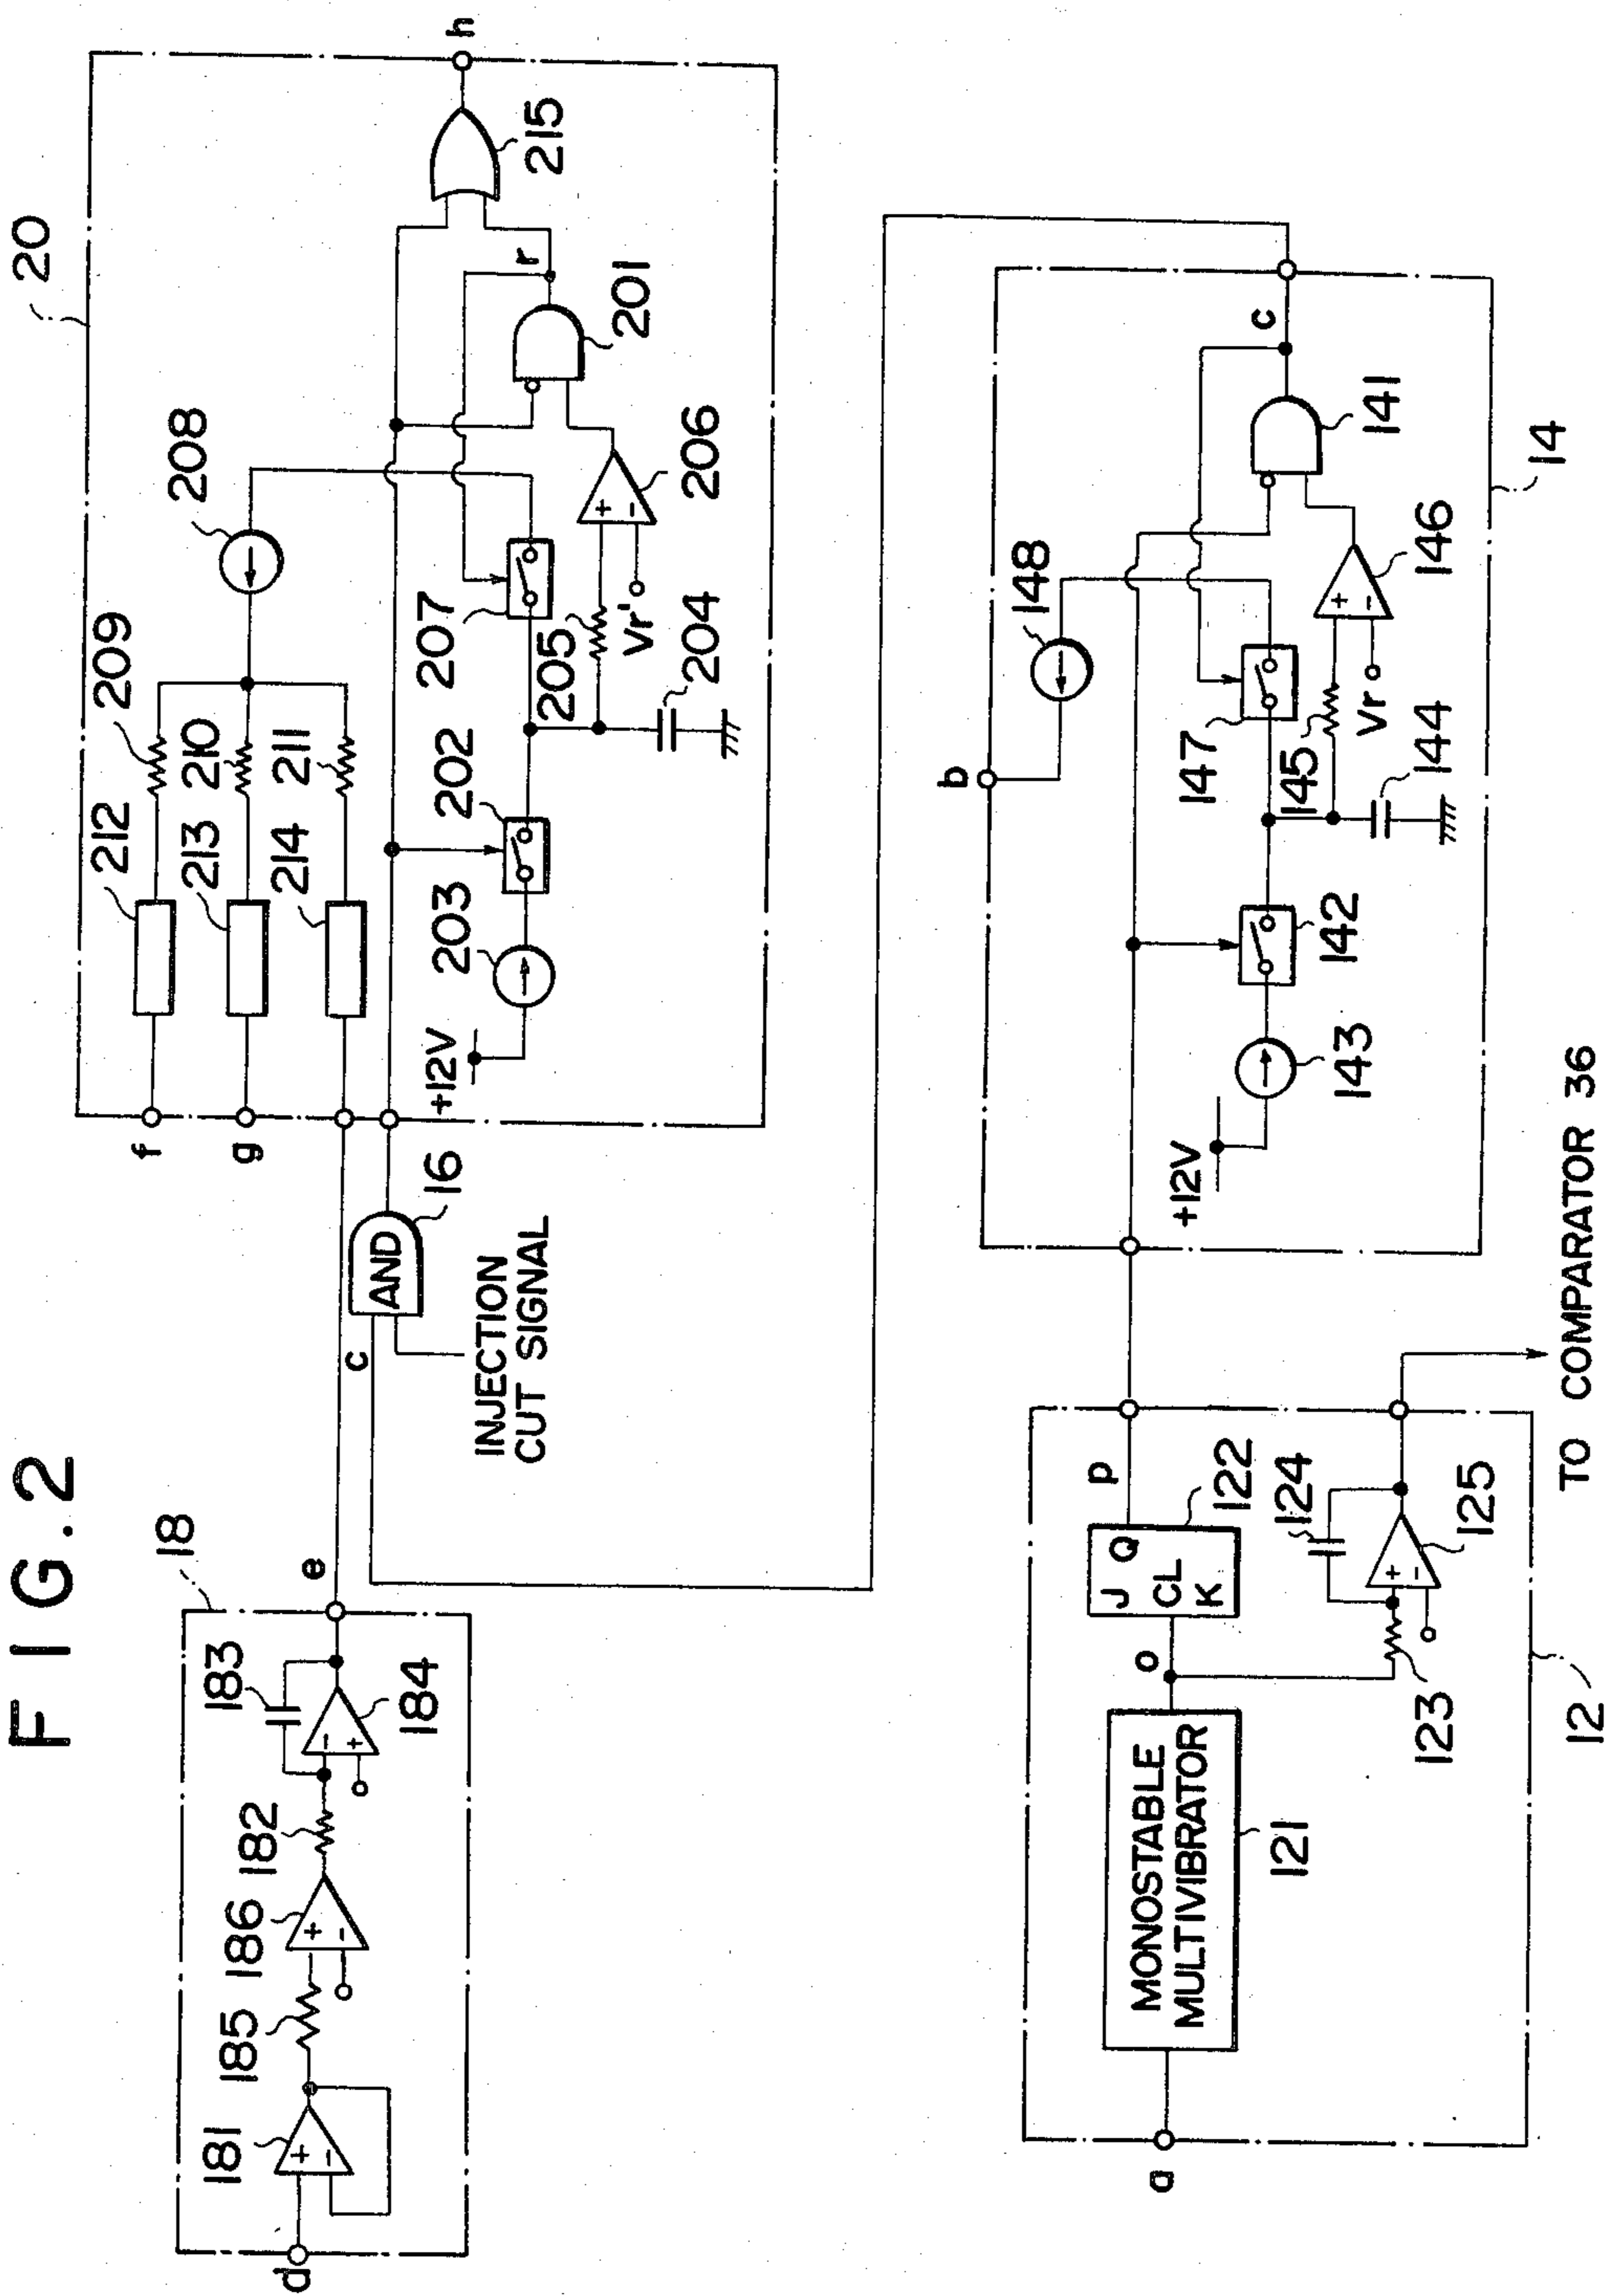 FIG.2
18
d
181
185
186
182
183
184
e
c
AND
16
INJECTION
CUT SIGNAL
20
f
g
212
213
214
209
210
211
208
+12V
203
202
207
205
Vr'
204
206
201
r
215
h
a
MONOSTABLE
MULTIVIBRATOR
121
o
J Q
CL
K
122
p
123
124
125
12
TO COMPARATOR 36
b
+12V
143
142
148
147
145
Vr
144
146
141
c
14